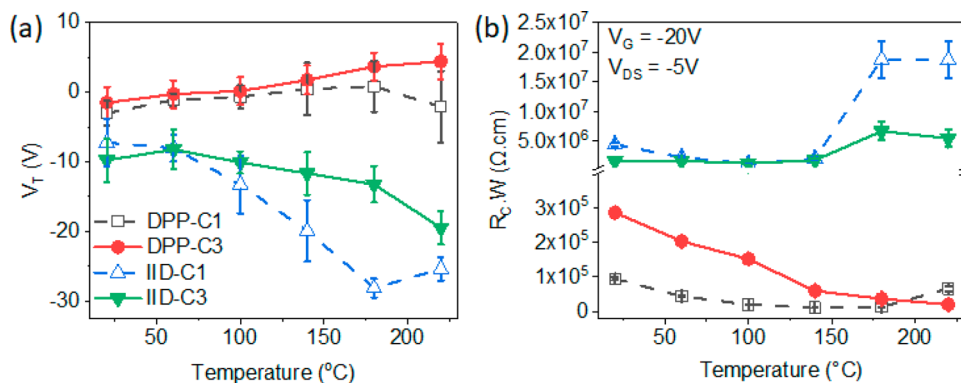 (a)
10
0
-10
-20
-30
V_T (V)
DPP-C1
DPP-C3
IID-C1
IID-C3
50
100
150
200
Temperature (ºC)
(b)
V_G = -20V
V_DS = -5V
2.5x10^7
2.0x10^7
1.5x10^7
1.0x10^7
5.0x10^6
3x10^5
2x10^5
1x10^5
0
R_C.W (Ω.cm)
50
100
150
200
Temperature (°C)